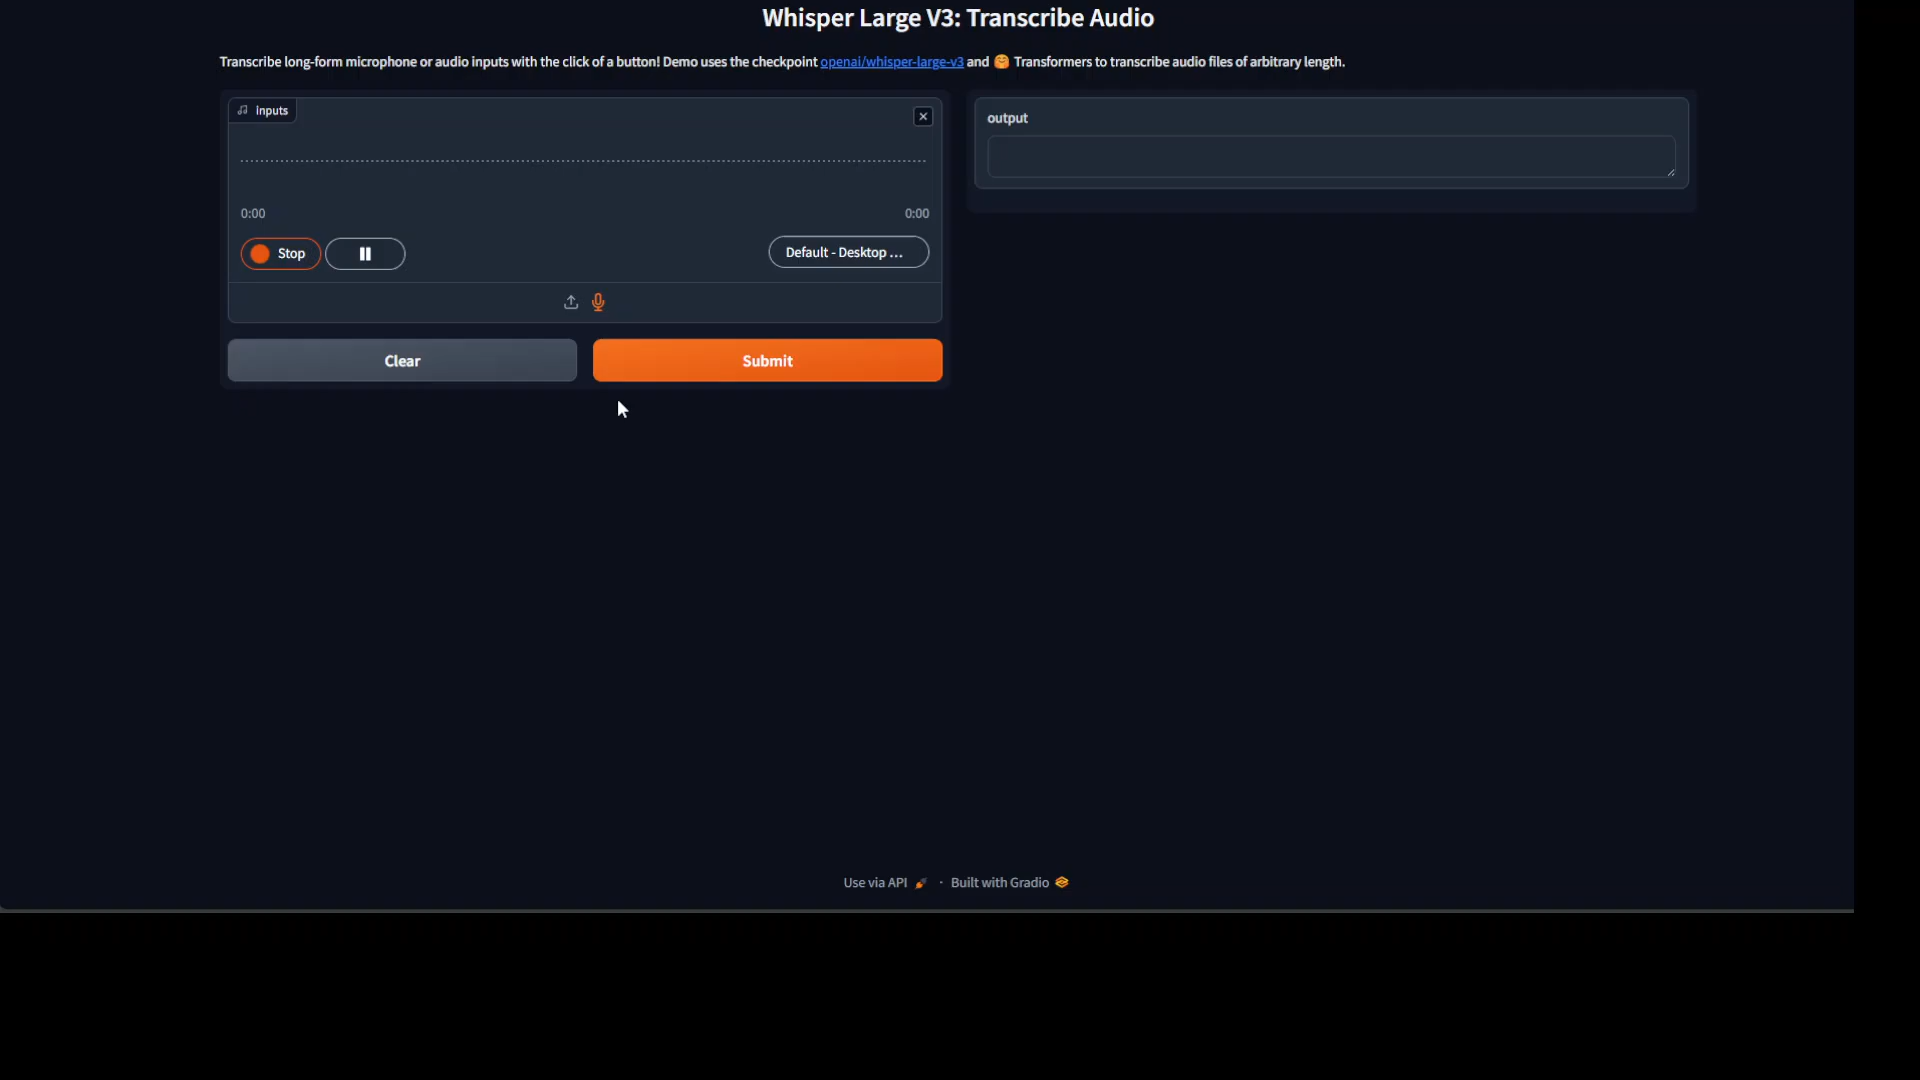 Whisper Large V3: Transcribe Audio
Transcribe long-form microphone or audio inputs with the click of a button! Demo uses the checkpoint openai/whisper-large-v3 and 🤗 Transformers to transcribe audio files of arbitrary length.
Inputs
output
0:00 0:00
Stop Default - Desktop ...
Clear Submit
Use via API 🚀 · Built with Gradio